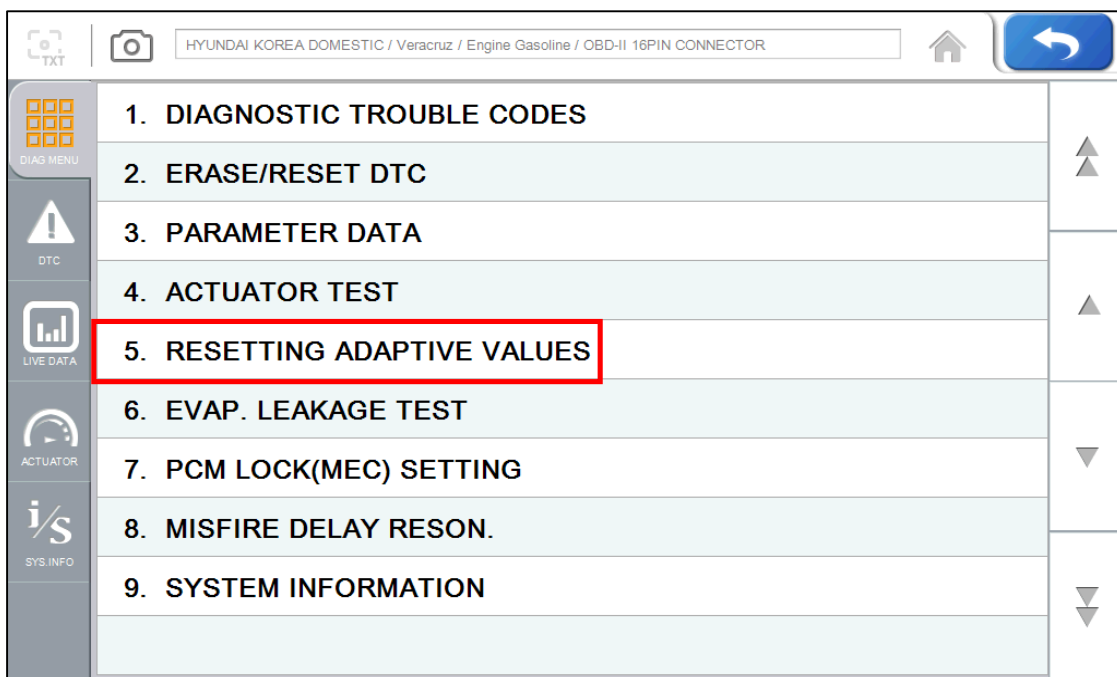 TXT
HYUNDAI KOREA DOMESTIC / Veracruz / Engine Gasoline / OBD-II 16PIN CONNECTOR
DIAG MENU
DTC
LIVE DATA
ACTUATOR
i/s
SYS.INFO
1. DIAGNOSTIC TROUBLE CODES
2. ERASE/RESET DTC
3. PARAMETER DATA
4. ACTUATOR TEST
5. RESETTING ADAPTIVE VALUES
6. EVAP. LEAKAGE TEST
7. PCM LOCK(MEC) SETTING
8. MISFIRE DELAY RESON.
9. SYSTEM INFORMATION